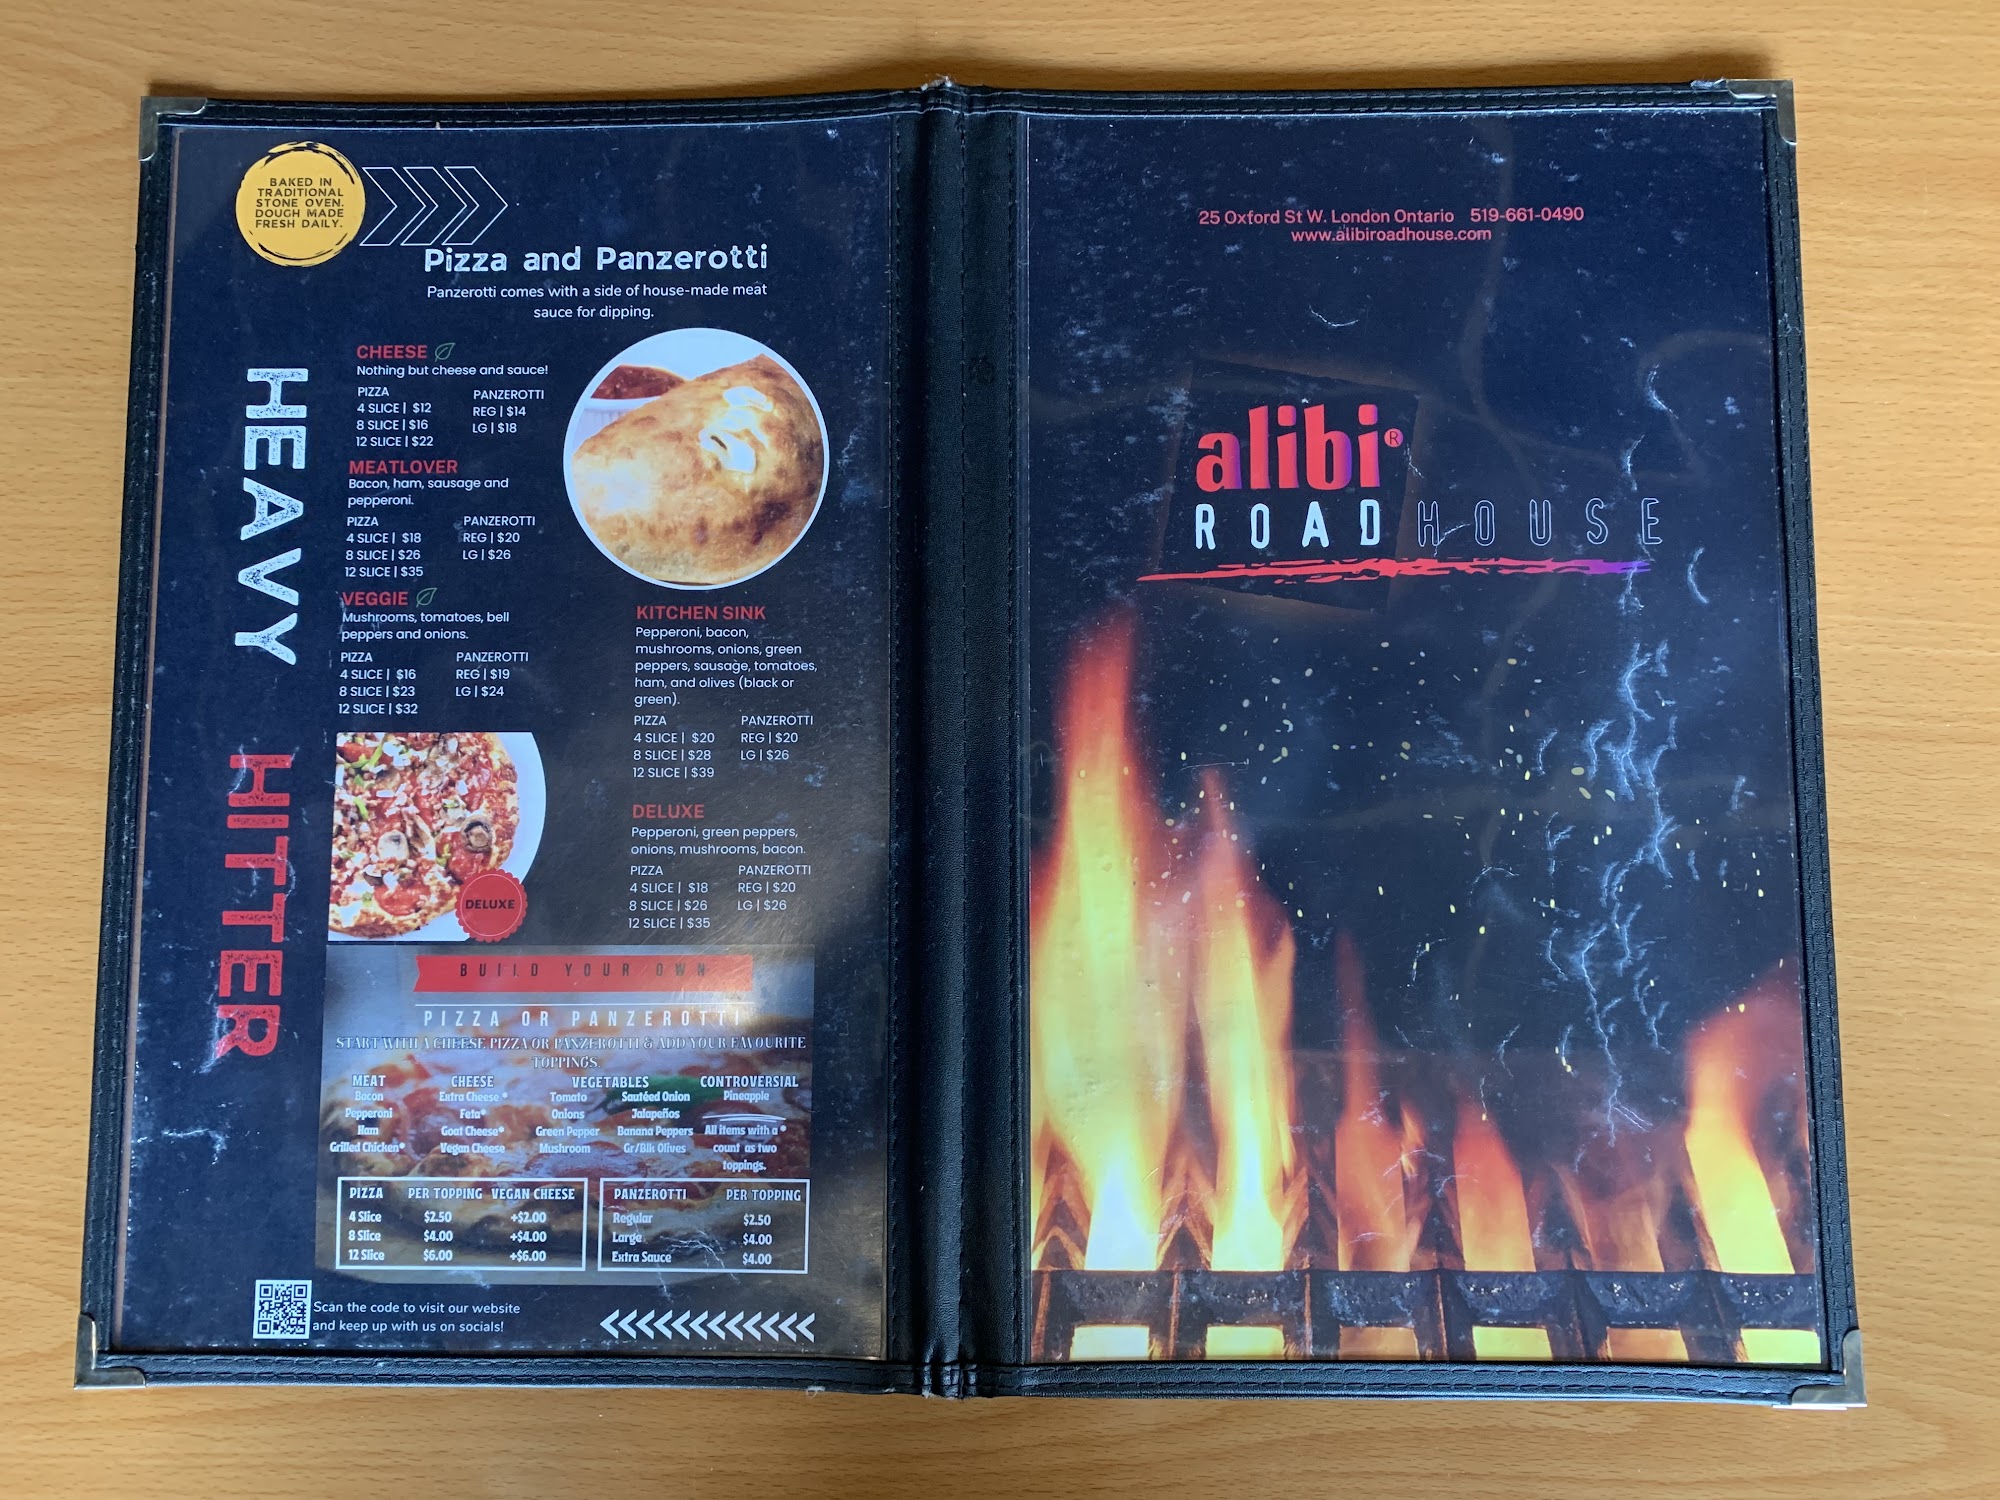 BAKED IN
TRADITIONAL
STONE OVEN.
DOUGH MADE
FRESH DAILY.
Pizza and Panzerotti
Panzerotti comes with a side of house-made meat
sauce for dipping.
HEAVY HITTER
CHEESE
Nothing but cheese and sauce!
PIZZA PANZEROTTI
4 SLICE | $12 REG | $14
8 SLICE | $16 LG | $18
12 SLICE | $22
MEATLOVER
Bacon, ham, sausage and
pepperoni.
PIZZA PANZEROTTI
4 SLICE | $18 REG | $20
8 SLICE | $26 LG | $26
12 SLICE | $35
VEGGIE
Mushrooms, tomatoes, bell
peppers and onions.
PIZZA PANZEROTTI
4 SLICE | $16 REG | $19
8 SLICE | $23 LG | $24
12 SLICE | $32
KITCHEN SINK
Pepperoni, bacon,
mushrooms, onions, green
peppers, sausage, tomatoes,
ham, and olives (black or
green).
PIZZA PANZEROTTI
4 SLICE | $20 REG | $20
8 SLICE | $28 LG | $26
12 SLICE | $39
DELUXE
Pepperoni, green peppers,
onions, mushrooms, bacon.
PIZZA PANZEROTTI
4 SLICE | $18 REG | $20
8 SLICE | $26 LG | $26
12 SLICE | $35
DELUXE
BUILD YOUR OWN
PIZZA OR PANZEROTTI
START WITH A CHEESE PIZZA OR PANZEROTTI & ADD YOUR FAVOURITE
TOPPINGS.
MEAT CHEESE VEGETABLES CONTROVERSIAL
Bacon Extra Cheese * Tomato Sautéed Onion Pineapple
Pepperoni Feta* Onions Jalapeños
Ham Goat Cheese* Green Pepper Banana Peppers All items with a *
Grilled Chicken* Vegan Cheese Mushroom Gr/Blk Olives count as two
toppings.
PIZZA PER TOPPING VEGAN CHEESE
4 Slice $2.50 +$2.00
8 Slice $4.00 +$4.00
12 Slice $6.00 +$6.00
PANZEROTTI PER TOPPING
Regular $2.50
Large $4.00
Extra Sauce $4.00
Scan the code to visit our website
and keep up with us on socials!
25 Oxford St W. London Ontario 519-661-0490
www.alibiroadhouse.com
alibi®
ROADHOUSE